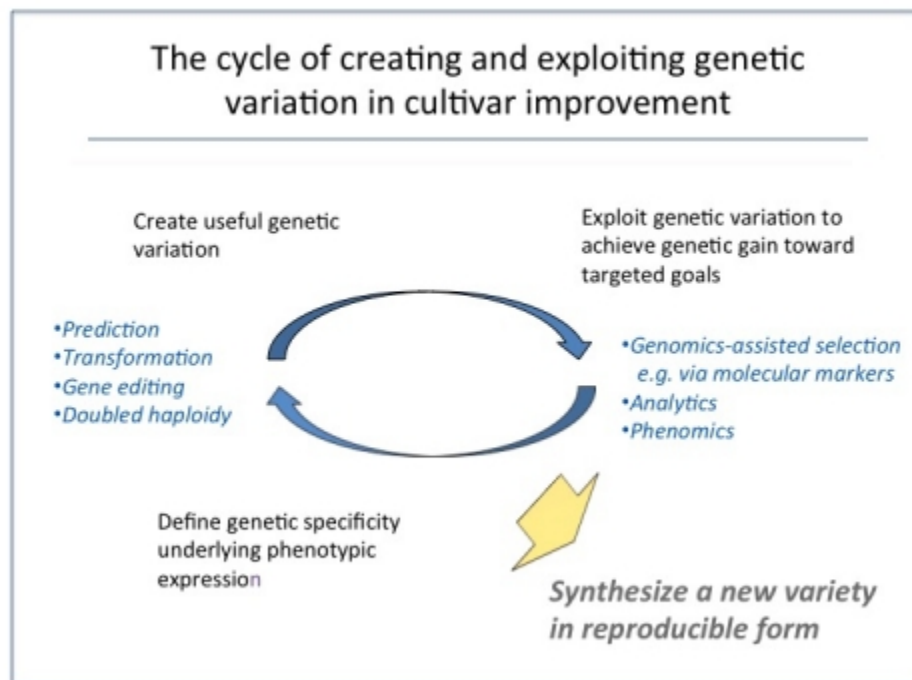 The cycle of creating and exploiting genetic
variation in cultivar improvement
Create useful genetic
variation
Exploit genetic variation to
achieve genetic gain toward
targeted goals
•Prediction
•Transformation
•Gene editing
•Doubled haploidy
•Genomics-assisted selection
e.g. via molecular markers
•Analytics
•Phenomics
Define genetic specificity
underlying phenotypic
expression
Synthesize a new variety
in reproducible form